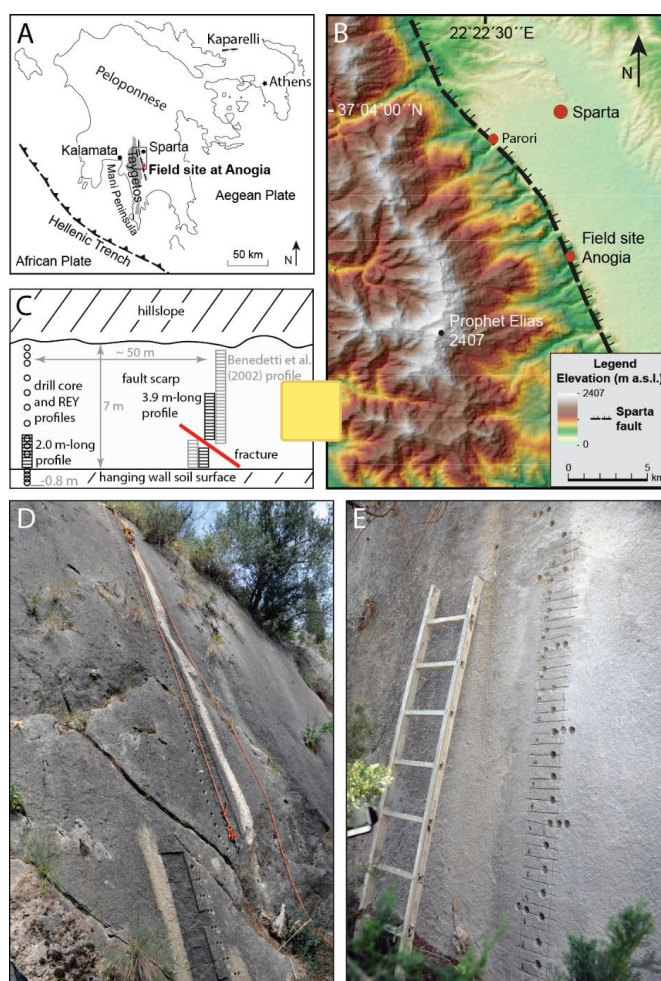 A
Kaparelli
Athens
Peloponnese
Kalamata
Sparta
Taygetos
Field site at Anogia
Mani Peninsula
Aegean Plate
Hellenic Trench
African Plate
50 km
N
B
22°22´30´´E
N
37°04´00´´N
Sparta
Parori
Field site
Anogia
Prophet Elias
2407
Legend
Elevation (m a.s.l.)
2407
0
Sparta
fault
0
5
km
C
hillslope
~ 50 m
Benedetti et al.
(2002) profile
drill core
and REY
profiles
fault scarp
3.9 m-long
profile
7 m
2.0 m-long
profile
fracture
-0.8 m
hanging wall soil surface
D
E